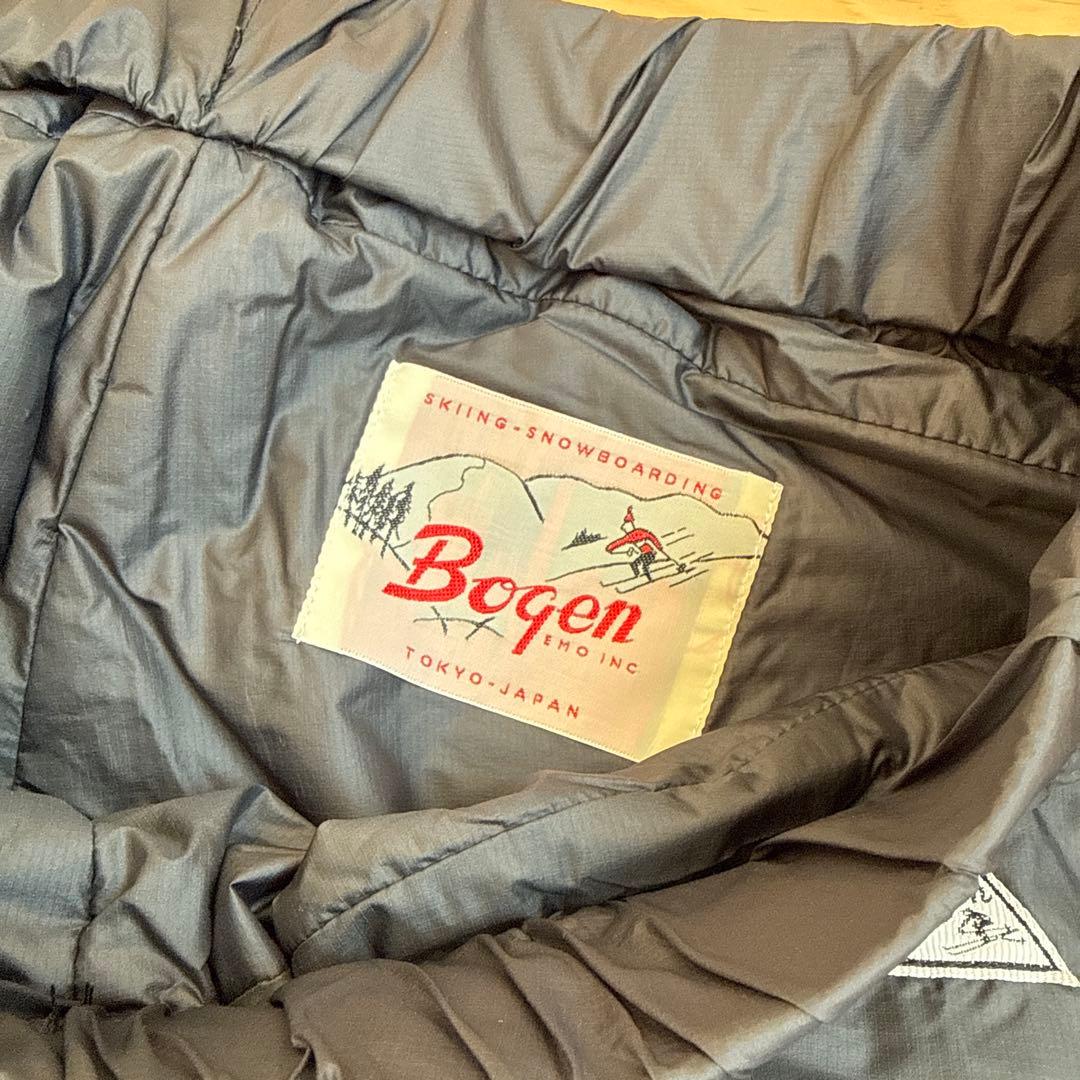 SKIING-SNOWBOARDING
Bogen
EMO INC
TOKYO-JAPAN